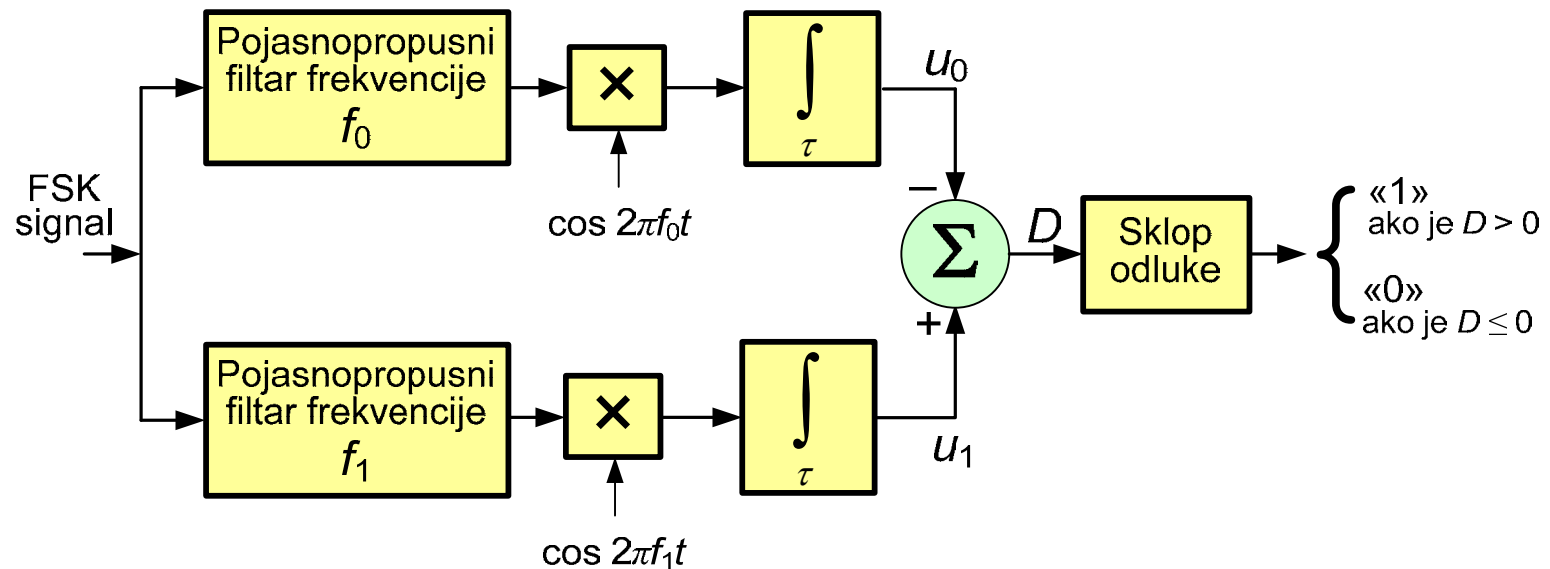 Pojasnopropusni
filtar frekvencije
f₀
×
∫
τ
u₀
cos 2πf₀t
FSK
signal
−
Σ
+
D
Sklop
odluke
«1»
ako je D > 0
«0»
ako je D ≤ 0
Pojasnopropusni
filtar frekvencije
f₁
×
∫
τ
u₁
cos 2πf₁t